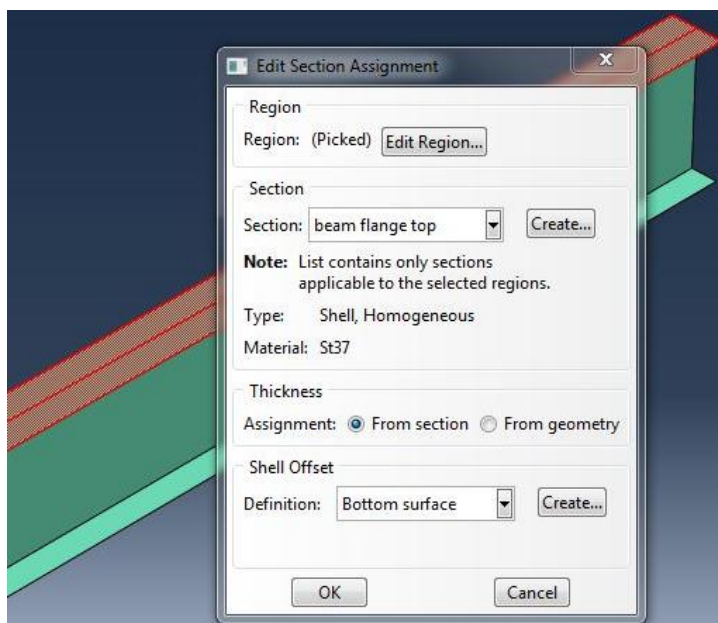 Edit Section Assignment
Region
Region: (Picked) Edit Region...
Section
Section: beam flange top Create...
Note: List contains only sections
applicable to the selected regions.
Type: Shell, Homogeneous
Material: St37
Thickness
Assignment: From section From geometry
Shell Offset
Definition: Bottom surface Create...
OK Cancel